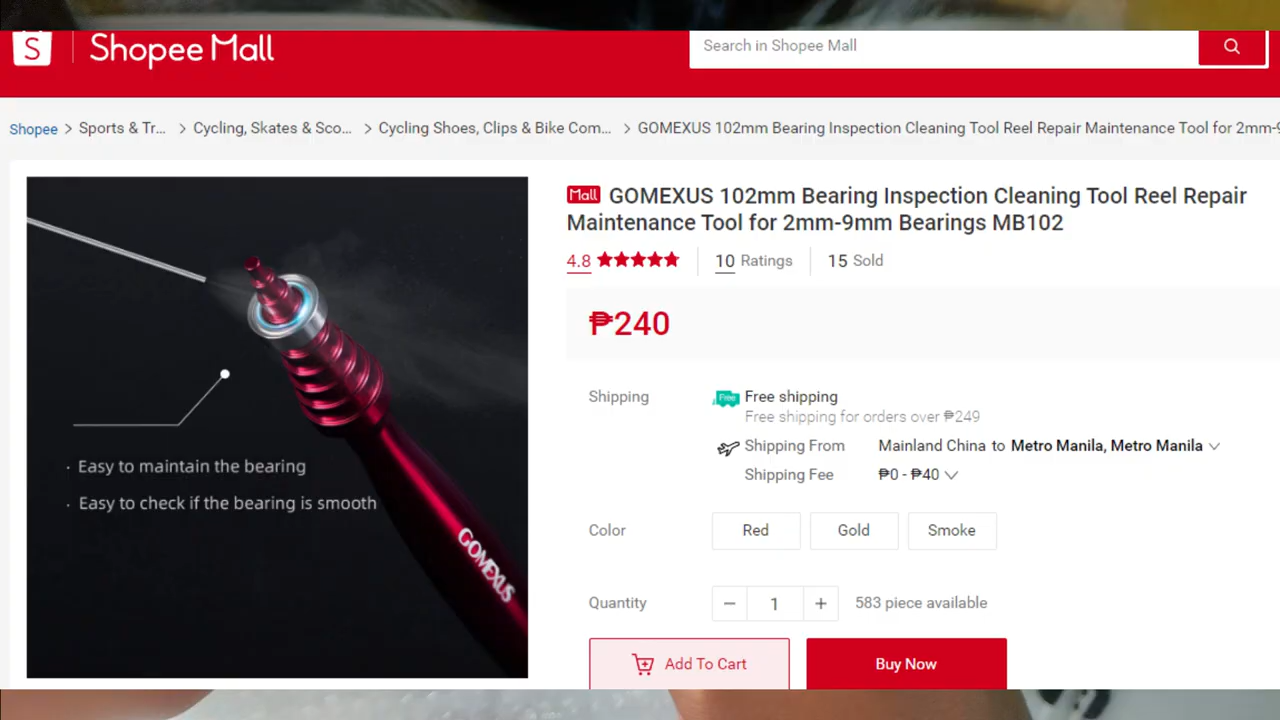 S Shopee Mall
Search in Shopee Mall
Shopee > Sports & Tr... > Cycling, Skates & Sco... > Cycling Shoes, Clips & Bike Com... > GOMEXUS 102mm Bearing Inspection Cleaning Tool Reel Repair Maintenance Tool for 2mm-9
Mall GOMEXUS 102mm Bearing Inspection Cleaning Tool Reel Repair
Maintenance Tool for 2mm-9mm Bearings MB102
4.8 10 Ratings 15 Sold
₱240
Shipping
Free Free shipping
Free shipping for orders over ₱249
Shipping From Mainland China to Metro Manila, Metro Manila
Shipping Fee ₱0 - ₱40
Color Red Gold Smoke
Quantity − 1 + 583 piece available
Add To Cart Buy Now
· Easy to maintain the bearing
· Easy to check if the bearing is smooth
GOMEXUS